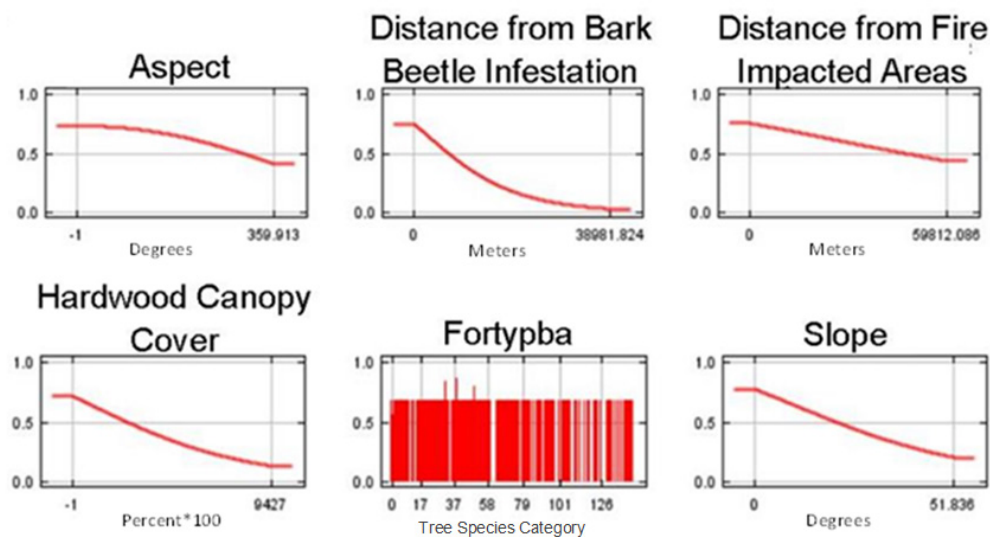 Distance from Bark
Distance from Fire
Aspect
Beetle Infestation
Impacted Areas
1.0
0.5
0.0
-1
359.913
Degrees
1.0
0.5
0.0
0
38981.824
Meters
1.0
0.5
0.0
0
59812.086
Meters
Hardwood Canopy
Cover
Fortypba
Slope
1.0
0.5
0.0
-1
9427
Percent*100
1.0
0.5
0.0
0 17 37 58 79 101 126
Tree Species Category
1.0
0.5
0.0
0
51.836
Degrees